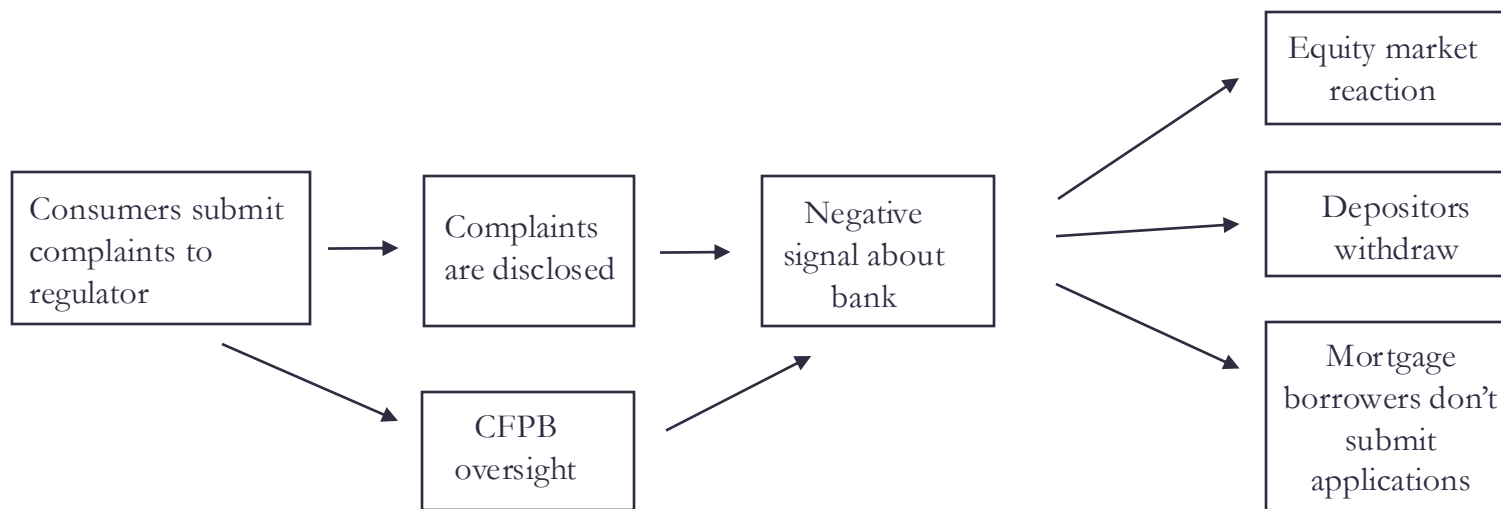 Consumers submit
complaints to
regulator
Complaints
are disclosed
CFPB
oversight
Negative
signal about
bank
Equity market
reaction
Depositors
withdraw
Mortgage
borrowers don’t
submit
applications